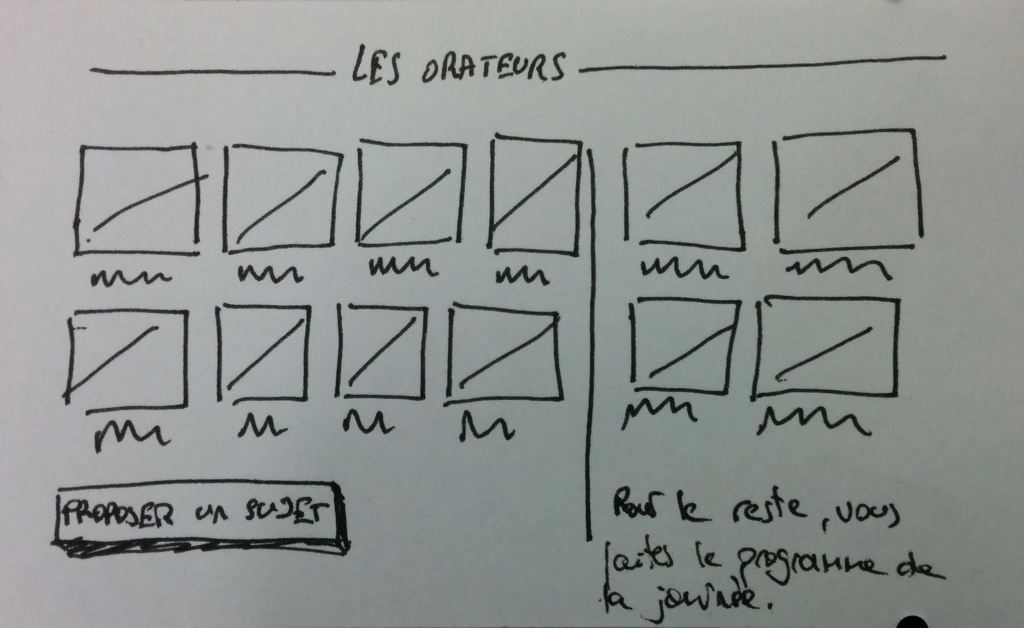 LES ORATEURS
PROPOSER UN SUJET
Pour le reste, vous
faites le programme de
la journée.